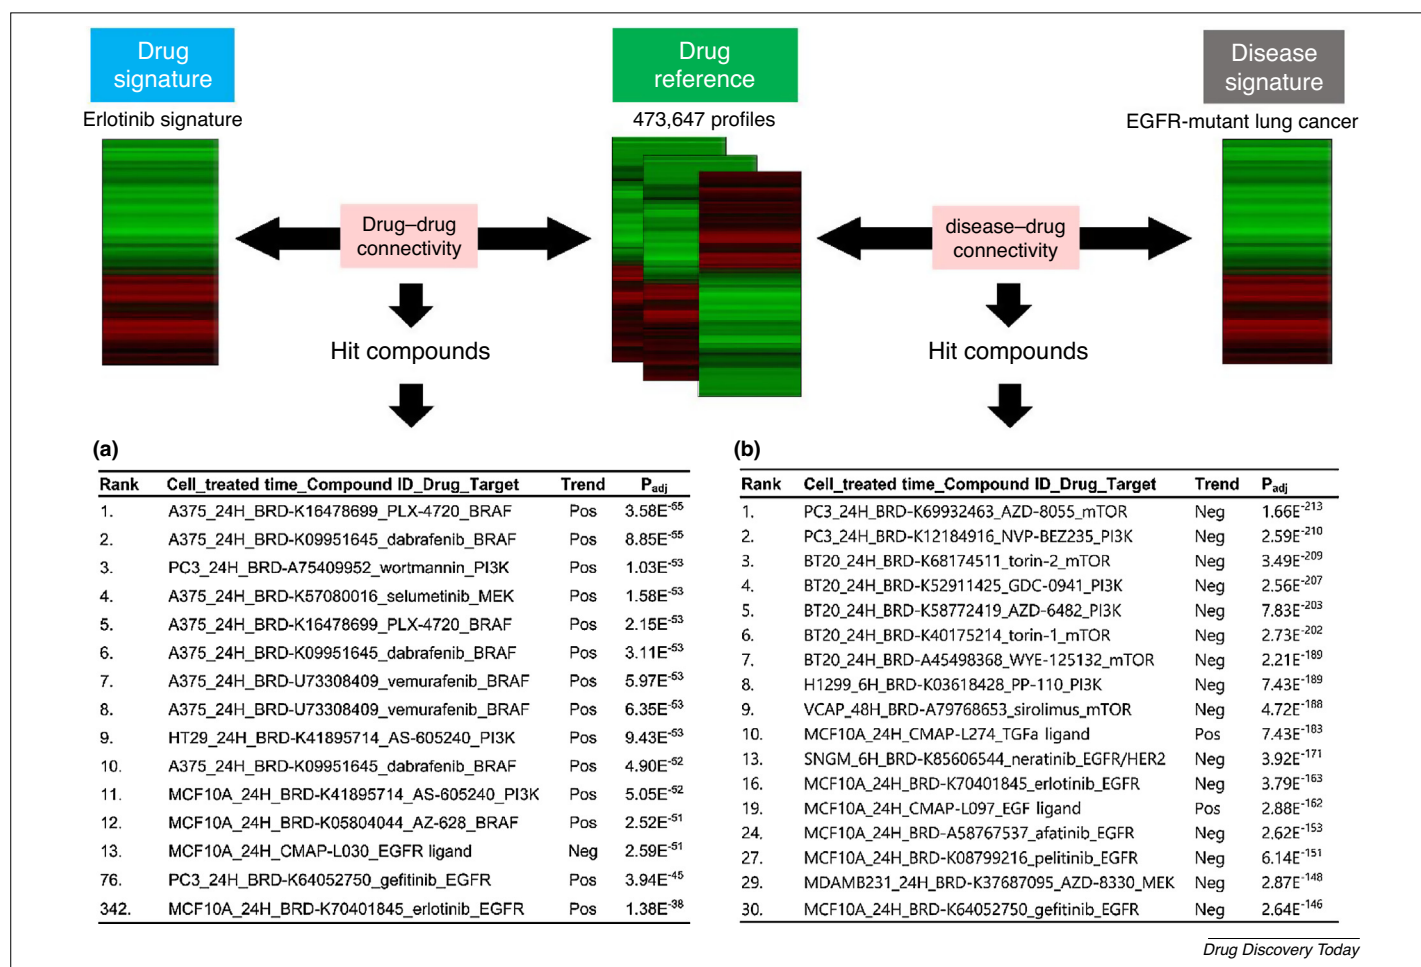 Drug
signature
Erlotinib signature
Drug
reference
473,647 profiles
Disease
signature
EGFR-mutant lung cancer
Drug–drug
connectivity
disease–drug
connectivity
Hit compounds
Hit compounds
(a)
Rank Cell_treated time_Compound ID_Drug_Target Trend Padj
1. A375_24H_BRD-K16478699_PLX-4720_BRAF Pos 3.58E-55
2. A375_24H_BRD-K09951645_dabrafenib_BRAF Pos 8.85E-55
3. PC3_24H_BRD-A75409952_wortmannin_PI3K Pos 1.03E-53
4. A375_24H_BRD-K57080016_selumetinib_MEK Pos 1.58E-53
5. A375_24H_BRD-K16478699_PLX-4720_BRAF Pos 2.15E-53
6. A375_24H_BRD-K09951645_dabrafenib_BRAF Pos 3.11E-53
7. A375_24H_BRD-U73308409_vemurafenib_BRAF Pos 5.97E-53
8. A375_24H_BRD-U73308409_vemurafenib_BRAF Pos 6.35E-53
9. HT29_24H_BRD-K41895714_AS-605240_PI3K Pos 9.43E-53
10. A375_24H_BRD-K09951645_dabrafenib_BRAF Pos 4.90E-52
11. MCF10A_24H_BRD-K41895714_AS-605240_PI3K Pos 5.05E-52
12. MCF10A_24H_BRD-K05804044_AZ-628_BRAF Pos 2.52E-51
13. MCF10A_24H_CMAP-L030_EGFR ligand Neg 2.59E-51
76. PC3_24H_BRD-K64052750_gefitinib_EGFR Pos 3.94E-45
342. MCF10A_24H_BRD-K70401845_erlotinib_EGFR Pos 1.38E-38
(b)
Rank Cell_treated time_Compound ID_Drug_Target Trend Padj
1. PC3_24H_BRD-K69932463_AZD-8055_mTOR Neg 1.66E-213
2. PC3_24H_BRD-K12184916_NVP-BEZ235_PI3K Neg 2.59E-210
3. BT20_24H_BRD-K68174511_torin-2_mTOR Neg 3.49E-209
4. BT20_24H_BRD-K52911425_GDC-0941_PI3K Neg 2.56E-207
5. BT20_24H_BRD-K58772419_AZD-6482_PI3K Neg 7.83E-203
6. BT20_24H_BRD-K40175214_torin-1_mTOR Neg 2.73E-202
7. BT20_24H_BRD-A45498368_WYE-125132_mTOR Neg 2.21E-189
8. H1299_6H_BRD-K03618428_PP-110_PI3K Neg 7.43E-189
9. VCAP_48H_BRD-A79768653_sirolimus_mTOR Neg 4.72E-188
10. MCF10A_24H_CMAP-L274_TGFa ligand Pos 7.43E-183
13. SNGM_6H_BRD-K85606544_neratinib_EGFR/HER2 Neg 3.92E-171
16. MCF10A_24H_BRD-K70401845_erlotinib_EGFR Neg 3.79E-163
19. MCF10A_24H_CMAP-L097_EGF ligand Pos 2.88E-162
24. MCF10A_24H_BRD-A58767537_afatinib_EGFR Neg 2.62E-153
27. MCF10A_24H_BRD-K08799216_pelitinib_EGFR Neg 6.14E-151
29. MDAMB231_24H_BRD-K37687095_AZD-8330_MEK Neg 2.87E-148
30. MCF10A_24H_BRD-K64052750_gefitinib_EGFR Neg 2.64E-146
Drug Discovery Today